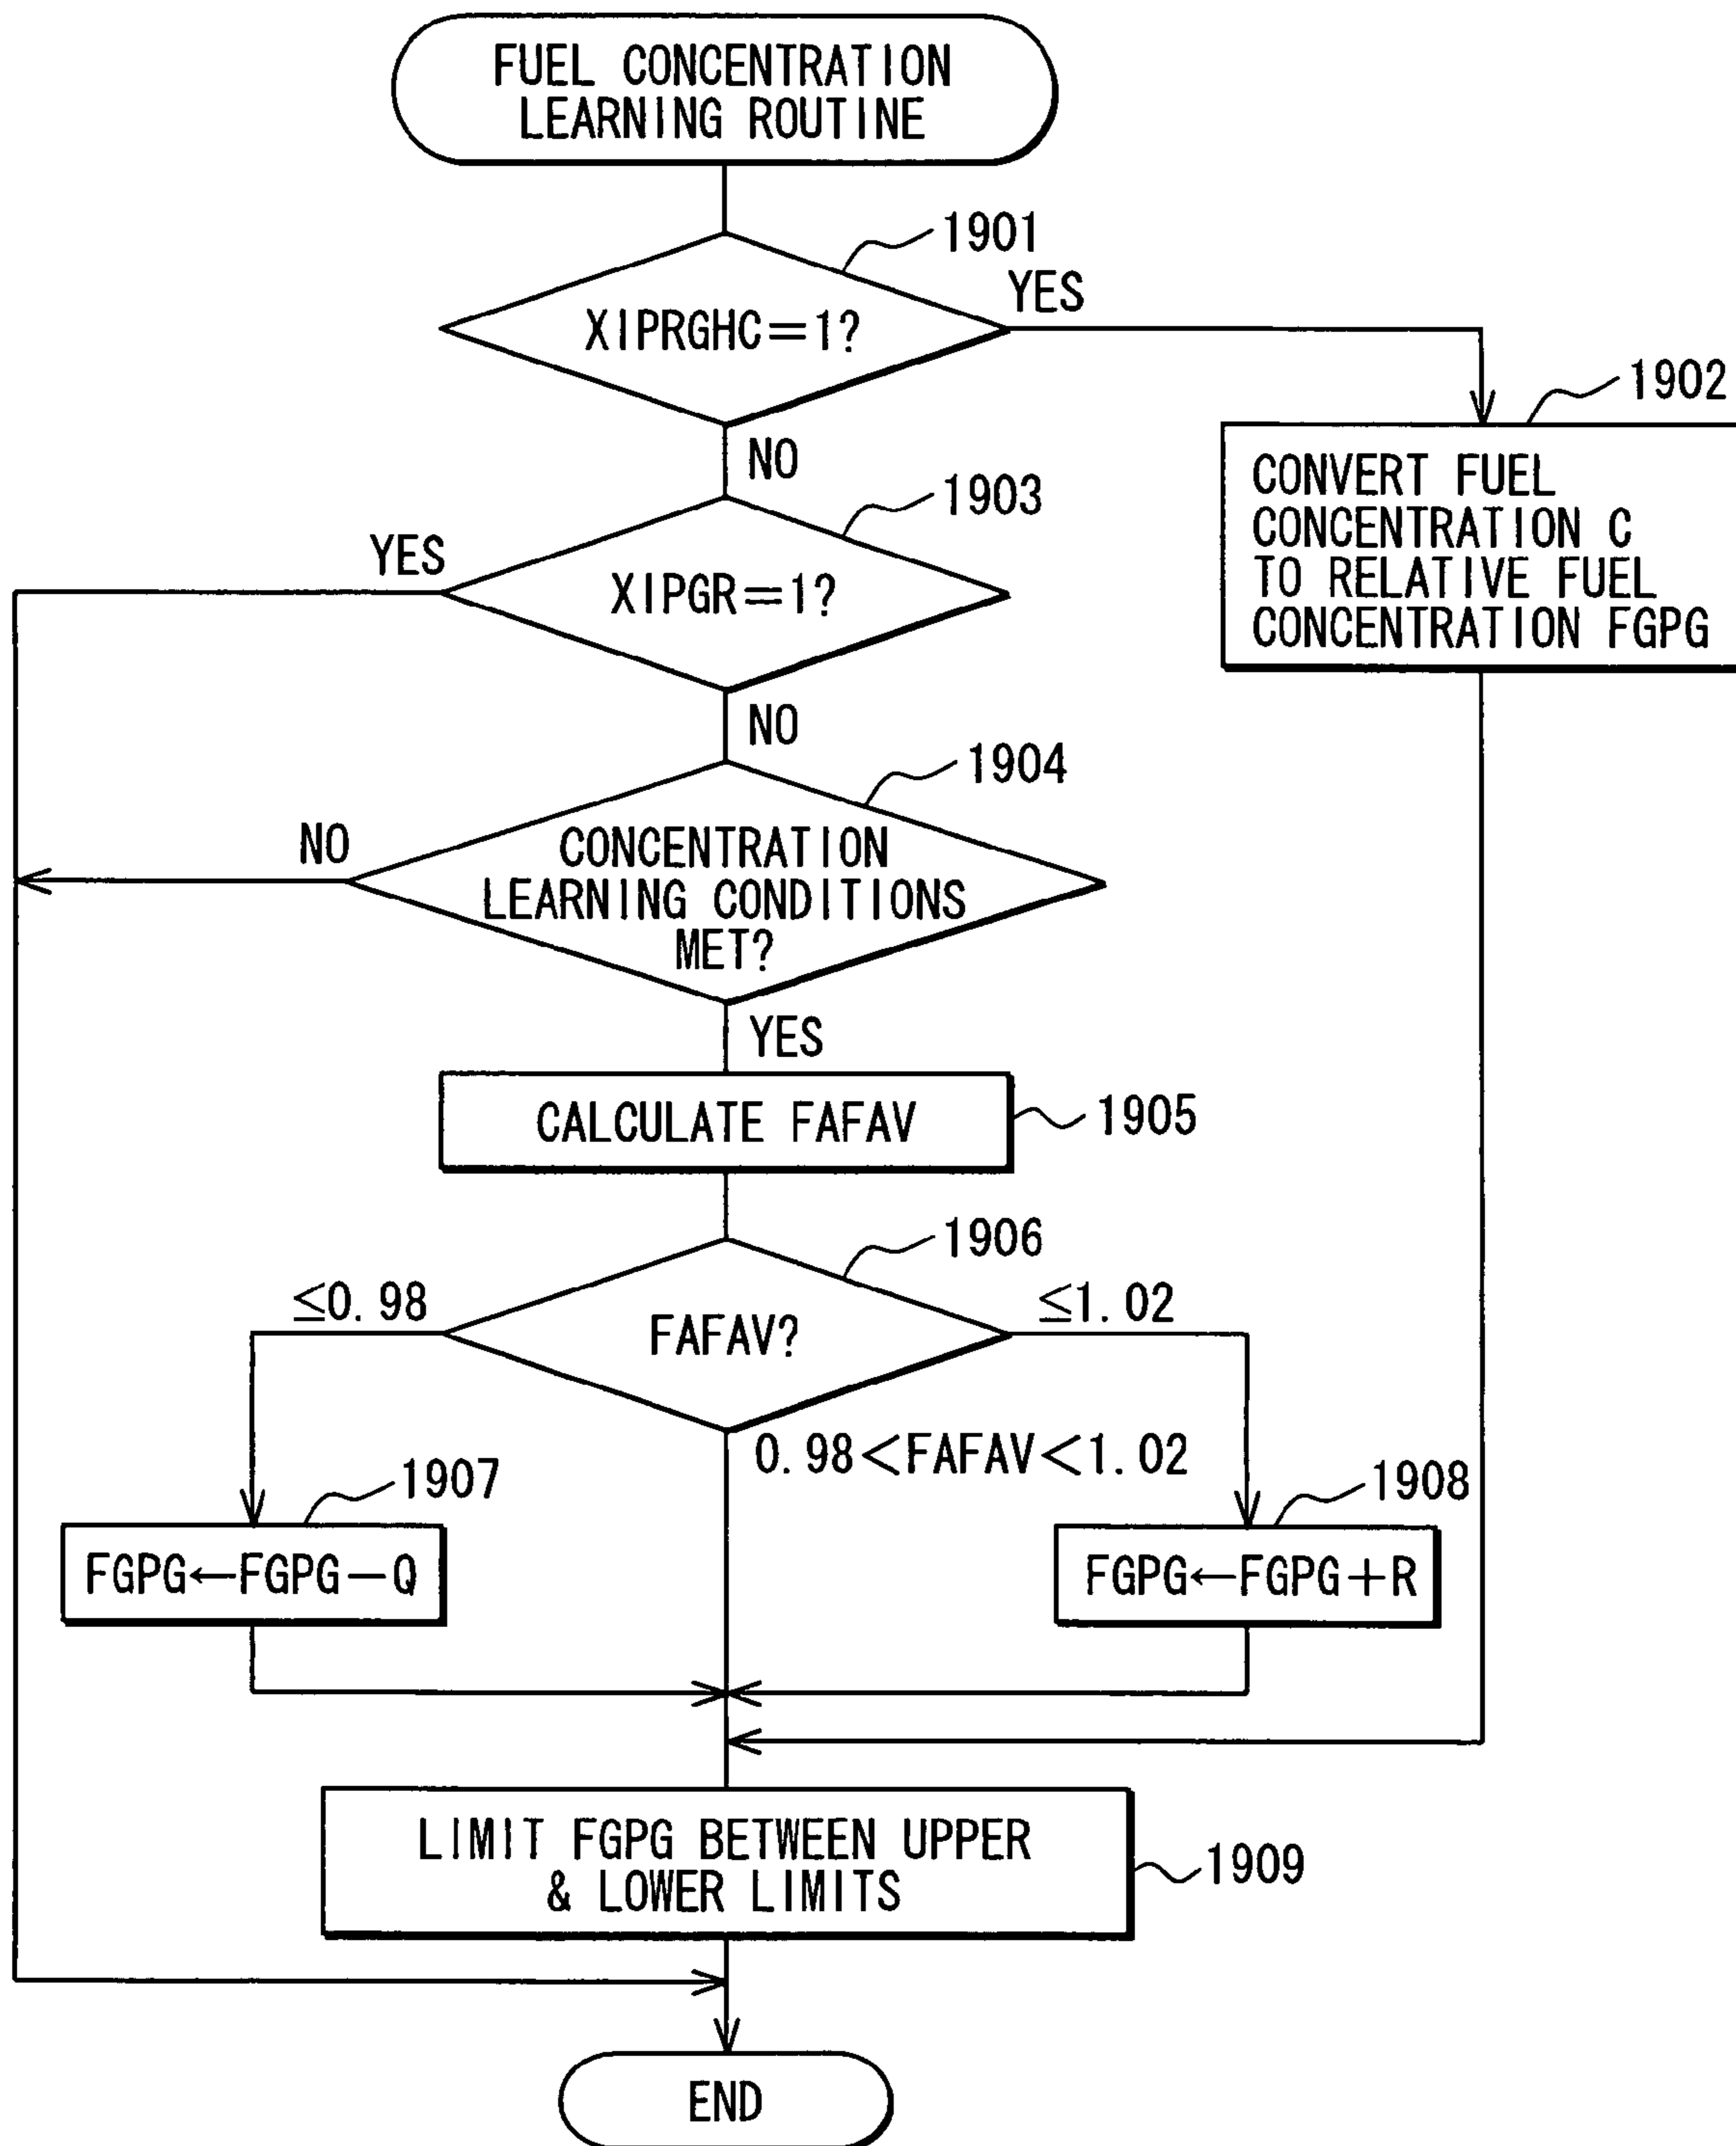 FUEL CONCENTRATION
LEARNING ROUTINE
1901
XIPRGHC=1?
YES
NO
1902
CONVERT FUEL
CONCENTRATION C
TO RELATIVE FUEL
CONCENTRATION FGPG
1903
YES
XIPGR=1?
NO
1904
NO
CONCENTRATION
LEARNING CONDITIONS
MET?
YES
CALCULATE FAFAV
1905
1906
≦0.98
FAFAV?
≦1.02
0.98<FAFAV<1.02
1907
FGPG←FGPG−Q
1908
FGPG←FGPG+R
LIMIT FGPG BETWEEN UPPER
& LOWER LIMITS
1909
END